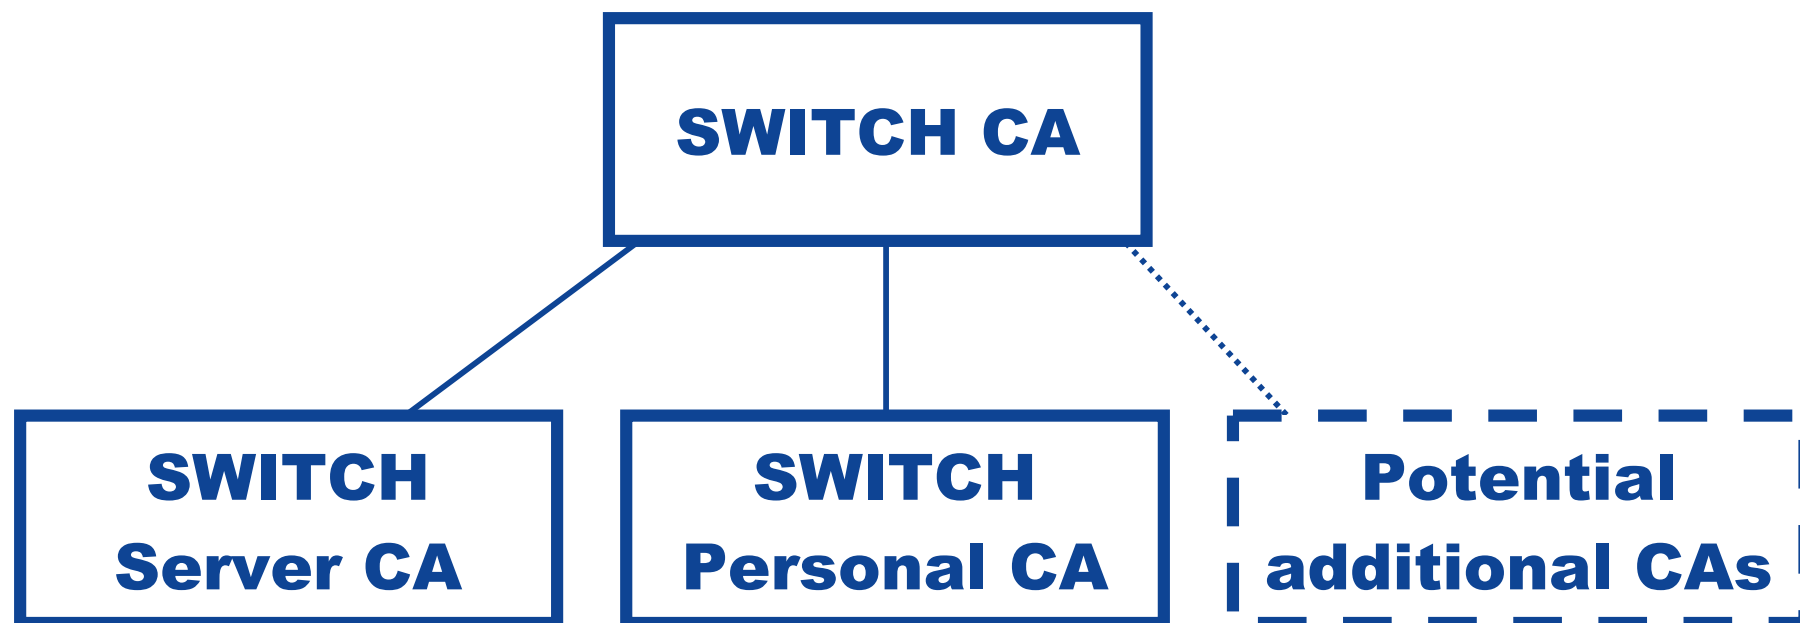 SWITCH CA
SWITCH
Server CA
SWITCH
Personal CA
Potential
additional CAs